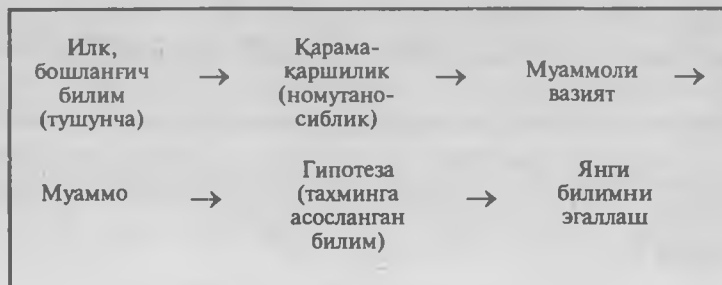 Илк,
бошланғич
билим
(тушунча)
→
Қарама-
қаршилик
(номутано-
сиблик)
→
Муаммоли
вазият
→
Муаммо
→
Гипотеза
(тахминга
асосланган
билим)
→
Янги
билимни
эгаллаш